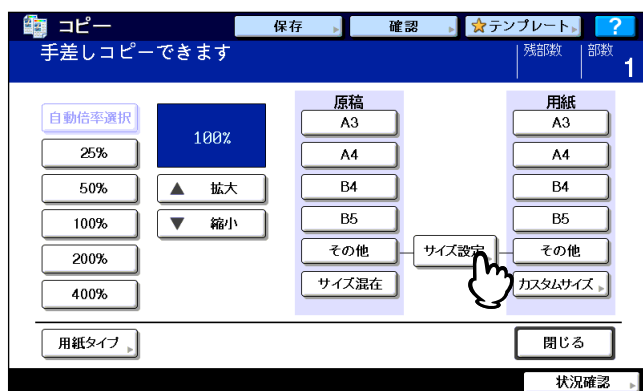 コピー
保存
確認
テンプレート
?
手差しコピーできます
残部数
部数
1
自動倍率選択
25%
50%
100%
200%
400%
100%
拡大
縮小
原稿
A3
A4
B4
B5
その他
サイズ混在
サイズ設定
用紙
A3
A4
B4
B5
その他
カスタムサイズ
用紙タイプ
閉じる
状況確認